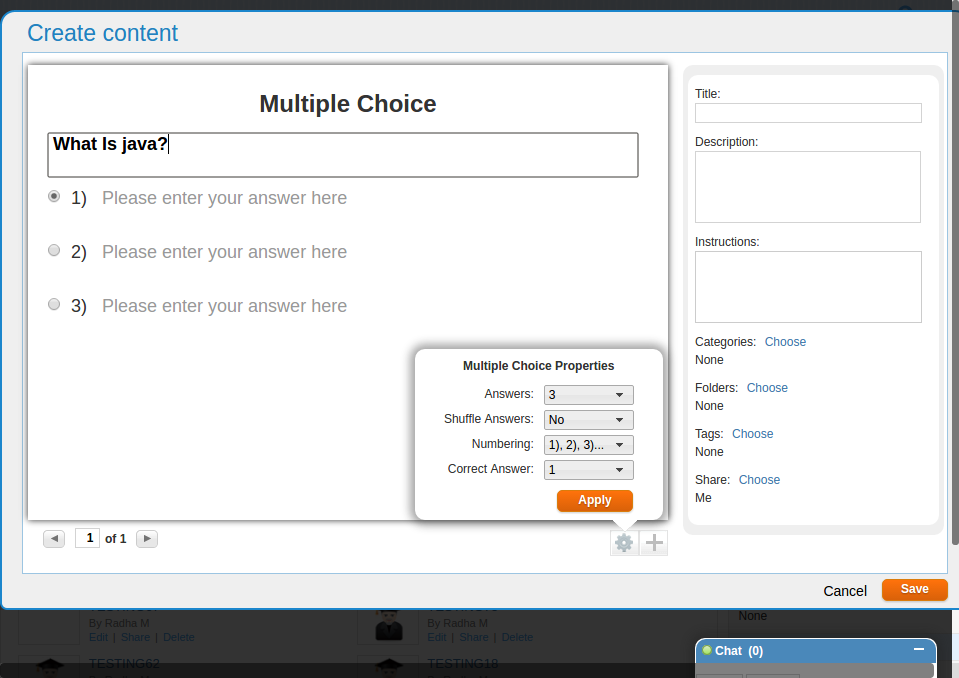 Create content
Multiple Choice
What Is java?
1) Please enter your answer here
2) Please enter your answer here
3) Please enter your answer here
Multiple Choice Properties
Answers: 3
Shuffle Answers: No
Numbering: 1), 2), 3)...
Correct Answer: 1
Apply
1 of 1
Title:
Description:
Instructions:
Categories: Choose
None
Folders: Choose
None
Tags: Choose
None
Share: Choose
Me
Cancel Save
By Radha M
Edit | Share | Delete
By Radha M
Edit | Share | Delete
None
TESTING62
TESTING18
Chat (0)